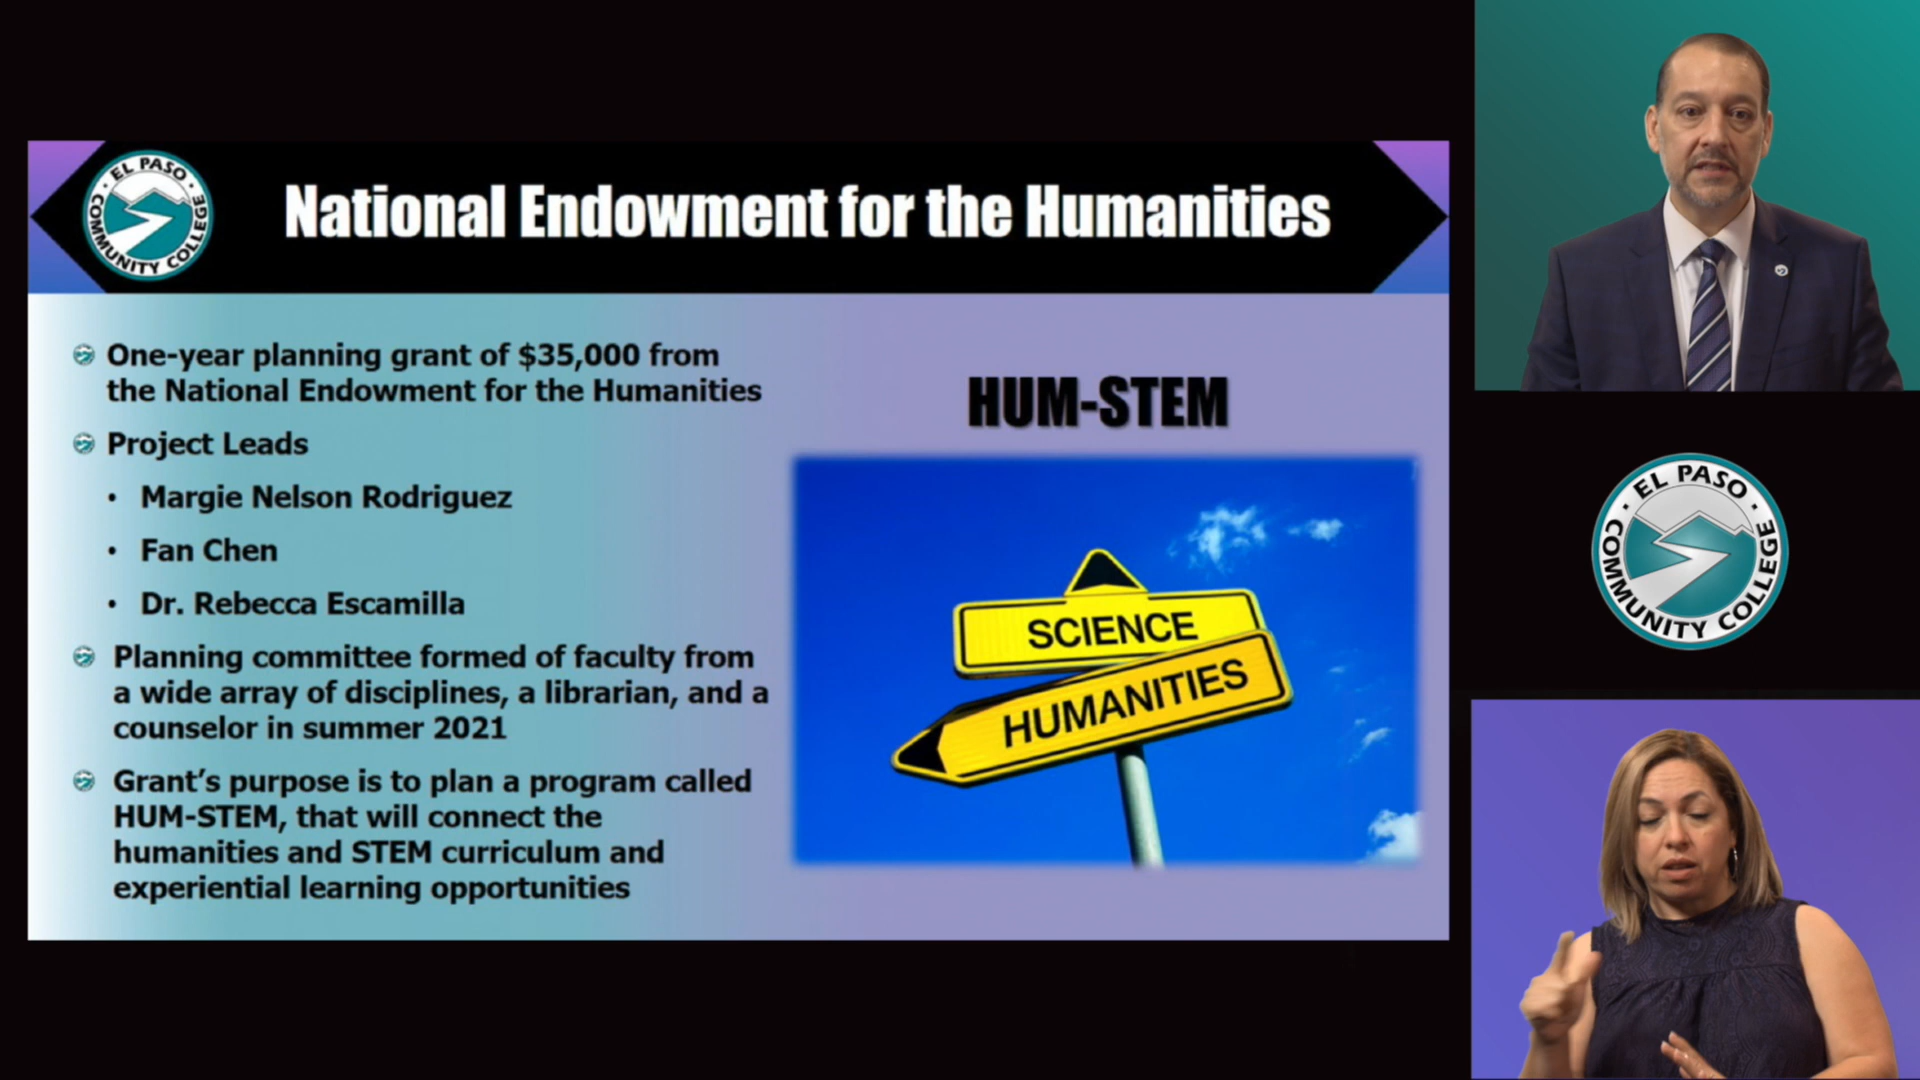 EL PASO
COMMUNITY COLLEGE
National Endowment for the Humanities
One-year planning grant of $35,000 from
the National Endowment for the Humanities
Project Leads
• Margie Nelson Rodriguez
• Fan Chen
• Dr. Rebecca Escamilla
Planning committee formed of faculty from
a wide array of disciplines, a librarian, and a
counselor in summer 2021
Grant's purpose is to plan a program called
HUM-STEM, that will connect the
humanities and STEM curriculum and
experiential learning opportunities
HUM-STEM
SCIENCE
HUMANITIES
EL PASO
COMMUNITY COLLEGE